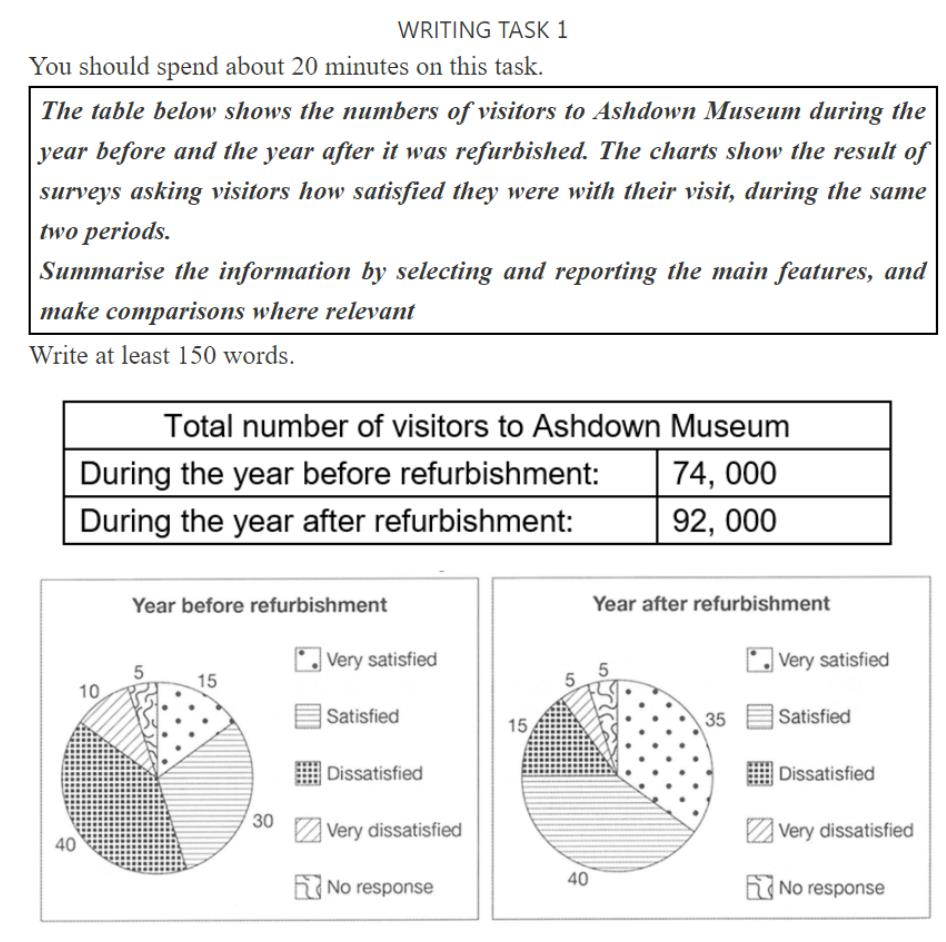 WRITING TASK 1
You should spend about 20 minutes on this task.
The table below shows the numbers of visitors to Ashdown Museum during the
year before and the year after it was refurbished. The charts show the result of
surveys asking visitors how satisfied they were with their visit, during the same
two periods.
Summarise the information by selecting and reporting the main features, and
make comparisons where relevant
Write at least 150 words.
Total number of visitors to Ashdown Museum
During the year before refurbishment: 74, 000
During the year after refurbishment: 92, 000
Year before refurbishment
5
15
10
40
30
Very satisfied
Satisfied
Dissatisfied
Very dissatisfied
No response
Year after refurbishment
5
5
15
35
40
Very satisfied
Satisfied
Dissatisfied
Very dissatisfied
No response